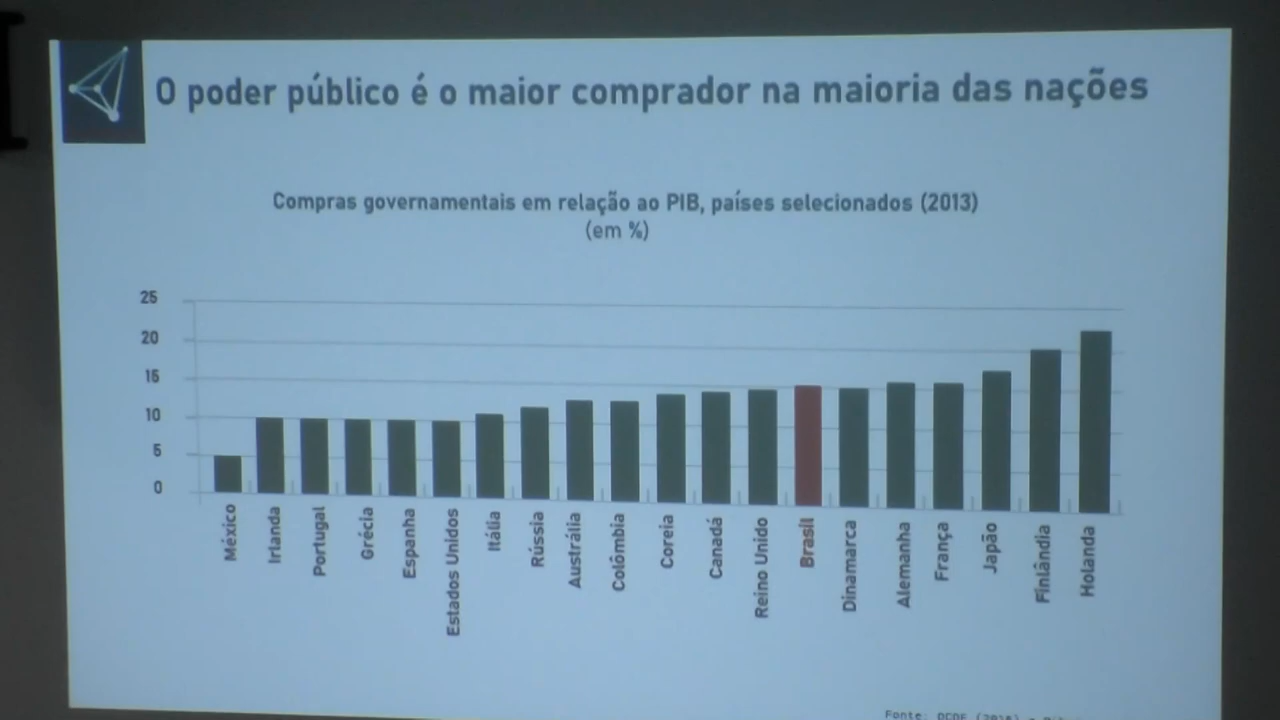 O poder público é o maior comprador na maioria das nações
Compras governamentais em relação ao PIB, países selecionados (2013)
(em %)
25
20
15
10
5
0
México
Irlanda
Portugal
Grécia
Espanha
Estados Unidos
Itália
Rússia
Austrália
Colômbia
Coreia
Canadá
Reino Unido
Brasil
Dinamarca
Alemanha
França
Japão
Finlândia
Holanda
Fonte: